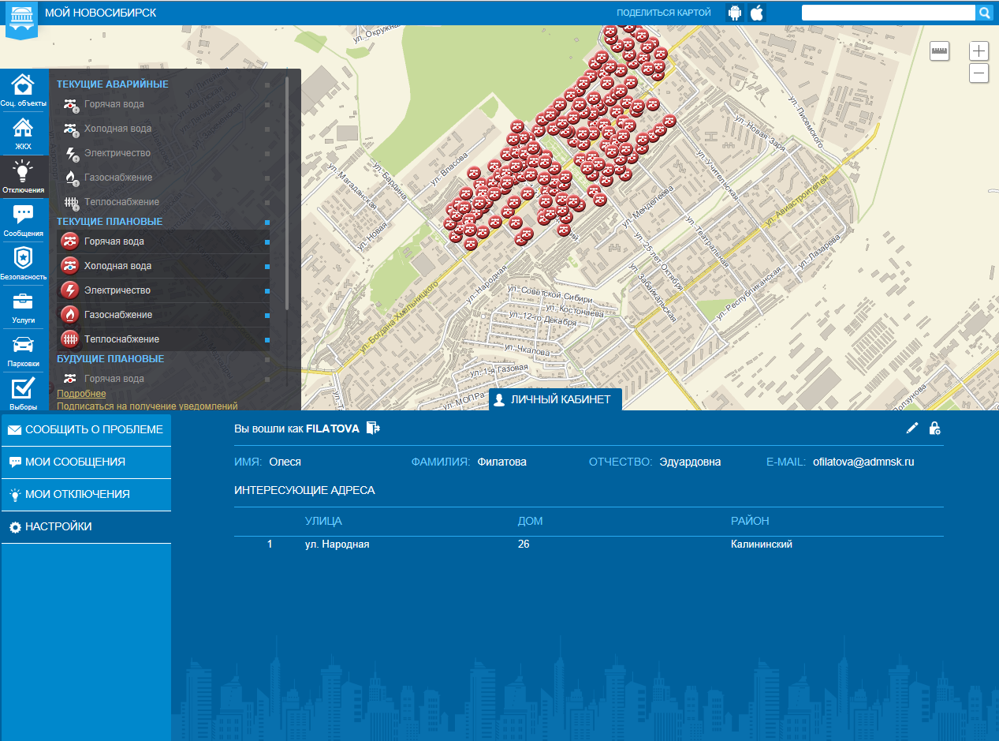 МОЙ НОВОСИБИРСК
ПОДЕЛИТЬСЯ КАРТОЙ
Соц. объекты
ЖКХ
Отключения
Сообщения
Безопасность
Услуги
Парковки
Выборы
ТЕКУЩИЕ АВАРИЙНЫЕ
Горячая вода
Холодная вода
Электричество
Газоснабжение
Теплоснабжение
ТЕКУЩИЕ ПЛАНОВЫЕ
Горячая вода
Холодная вода
Электричество
Газоснабжение
Теплоснабжение
БУДУЩИЕ ПЛАНОВЫЕ
Горячая вода
Подробнее
Подписаться на получение уведомлений
ул. Окружна
ул. Писемского
ул. Новая Заря
ул. Учительская
ул. Авиастроителей
ул. Власова
ул. Бардина
ул. Магаданская
ул. Новая
ул. Менделеева
ул. Театральная
ул. 25 лет Октября
ул. Лазарева
ул. Забайкальская
ул. Республиканская
ул. Народная
ул. Богдана Хмельницкого
ул. Советской Сибири
ул. Костонаева
ул. 12-го Декабря
ул. Чкалова
ул. 1-я Газовая
ул. МОПРа
ЛИЧНЫЙ КАБИНЕТ
СООБЩИТЬ О ПРОБЛЕМЕ
МОИ СООБЩЕНИЯ
МОИ ОТКЛЮЧЕНИЯ
НАСТРОЙКИ
Вы вошли как FILATOVA
ИМЯ: Олеся ФАМИЛИЯ: Филатова ОТЧЕСТВО: Эдуардовна E-MAIL: ofilatova@admnsk.ru
ИНТЕРЕСУЮЩИЕ АДРЕСА
УЛИЦА ДОМ РАЙОН
1 ул. Народная 26 Калининский